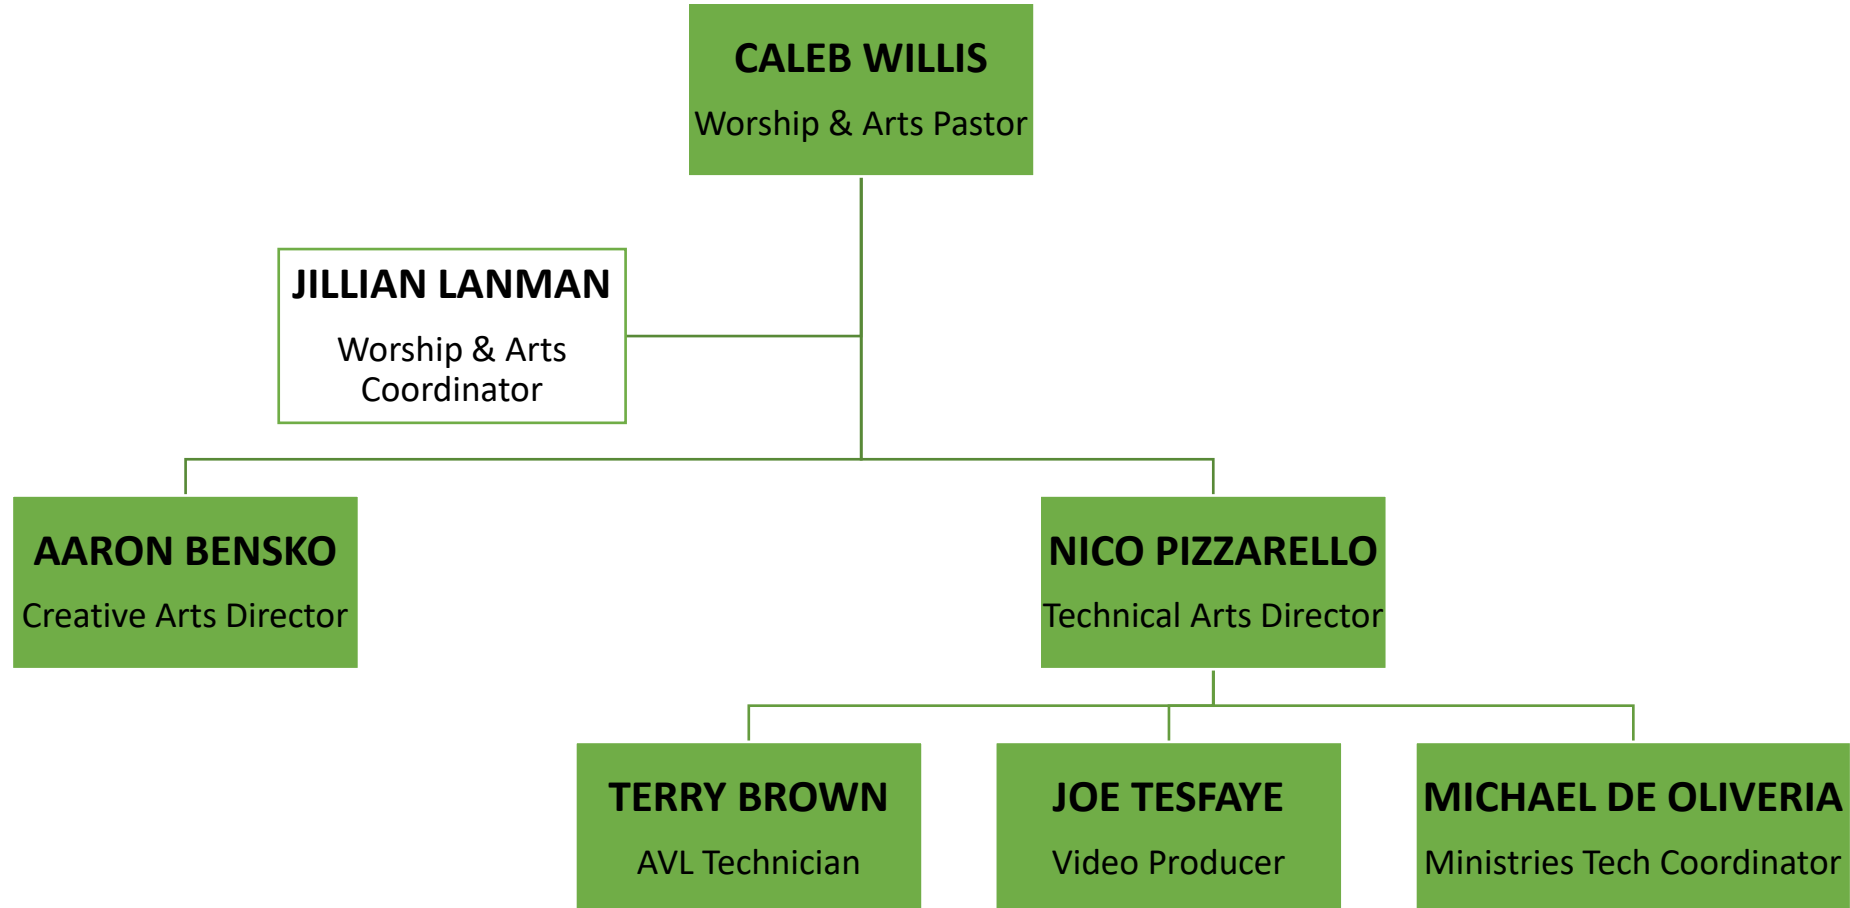 CALEB WILLIS
Worship & Arts Pastor
JILLIAN LANMAN
Worship & Arts
Coordinator
AARON BENSKO
Creative Arts Director
NICO PIZZARELLO
Technical Arts Director
TERRY BROWN
AVL Technician
JOE TESFAYE
Video Producer
MICHAEL DE OLIVERIA
Ministries Tech Coordinator